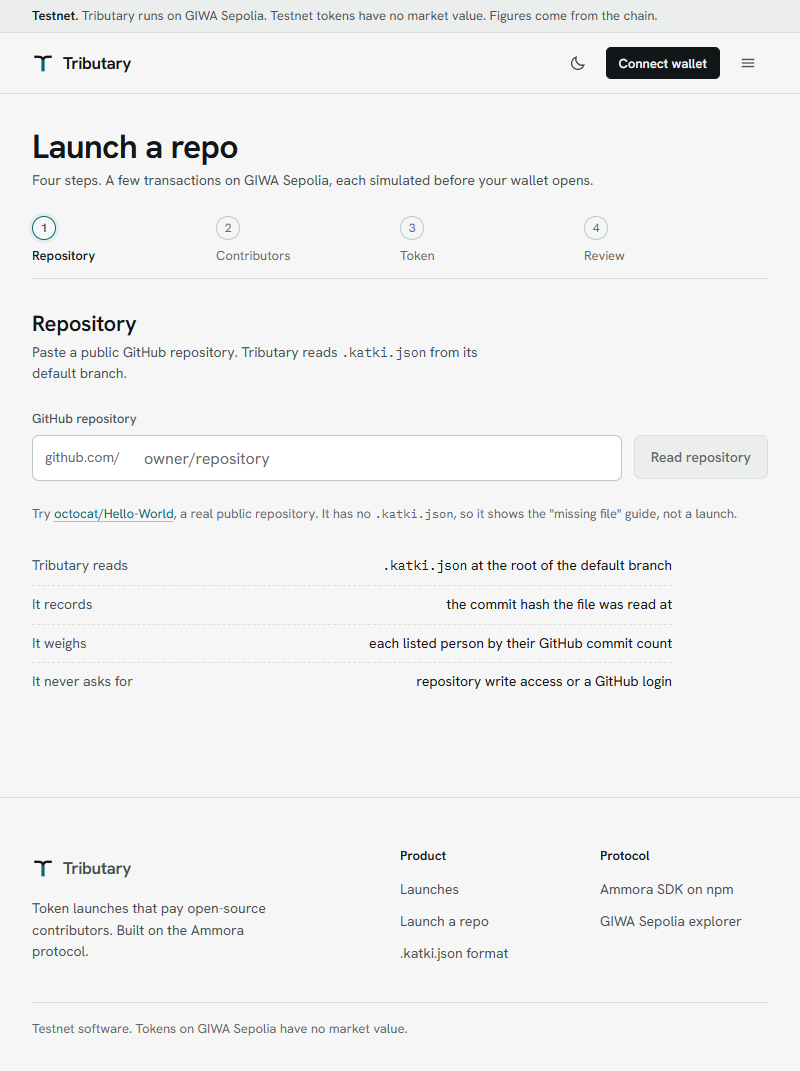 Testnet. Tributary runs on GIWA Sepolia. Testnet tokens have no market value. Figures come from the chain.
Tributary
Connect wallet
Launch a repo
Four steps. A few transactions on GIWA Sepolia, each simulated before your wallet opens.
1
2
3
4
Repository
Contributors
Token
Review
Repository
Paste a public GitHub repository. Tributary reads .katki.json from its
default branch.
GitHub repository
github.com/ owner/repository
Read repository
Try octocat/Hello-World, a real public repository. It has no .katki.json, so it shows the "missing file" guide, not a launch.
Tributary reads .katki.json at the root of the default branch
It records the commit hash the file was read at
It weighs each listed person by their GitHub commit count
It never asks for repository write access or a GitHub login
Tributary
Token launches that pay open-source
contributors. Built on the Ammora
protocol.
Product
Launches
Launch a repo
.katki.json format
Protocol
Ammora SDK on npm
GIWA Sepolia explorer
Testnet software. Tokens on GIWA Sepolia have no market value.